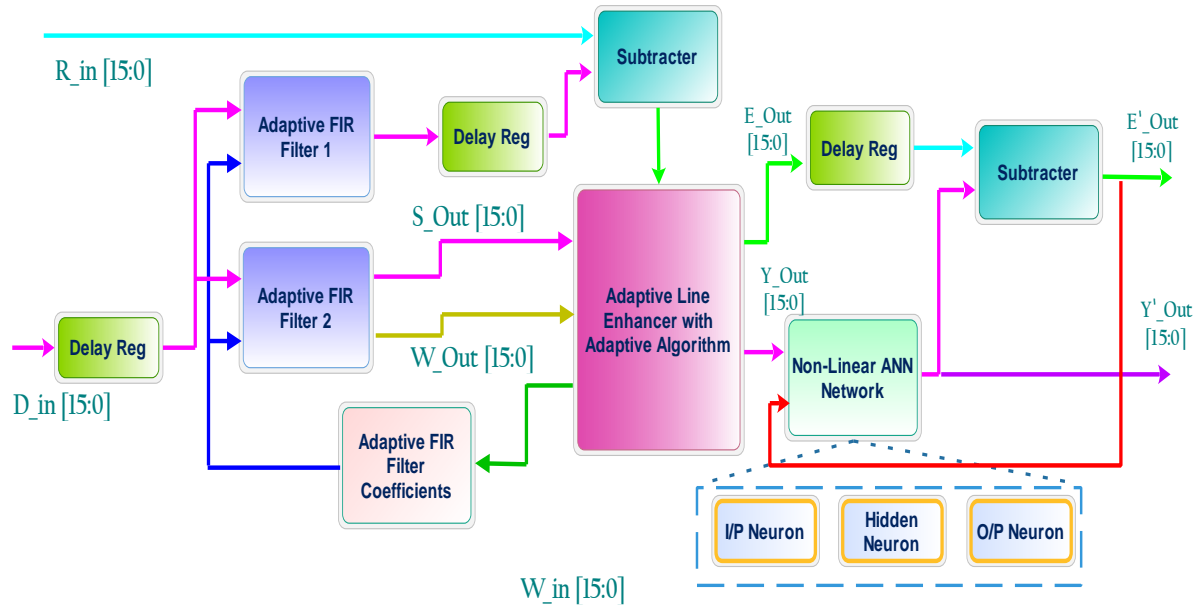 R_in [15:0]
Adaptive FIR
Filter 1
Delay Reg
Subtracter
E_Out
[15:0]
Delay Reg
Subtracter
E'_Out
[15:0]
S_Out [15:0]
Adaptive FIR
Filter 2
Delay Reg
D_in [15:0]
W_Out [15:0]
Adaptive Line
Enhancer with
Adaptive Algorithm
Y_Out
[15:0]
Non-Linear ANN
Network
Y'_Out
[15:0]
Adaptive FIR
Filter
Coefficients
I/P Neuron
Hidden
Neuron
O/P Neuron
W_in [15:0]